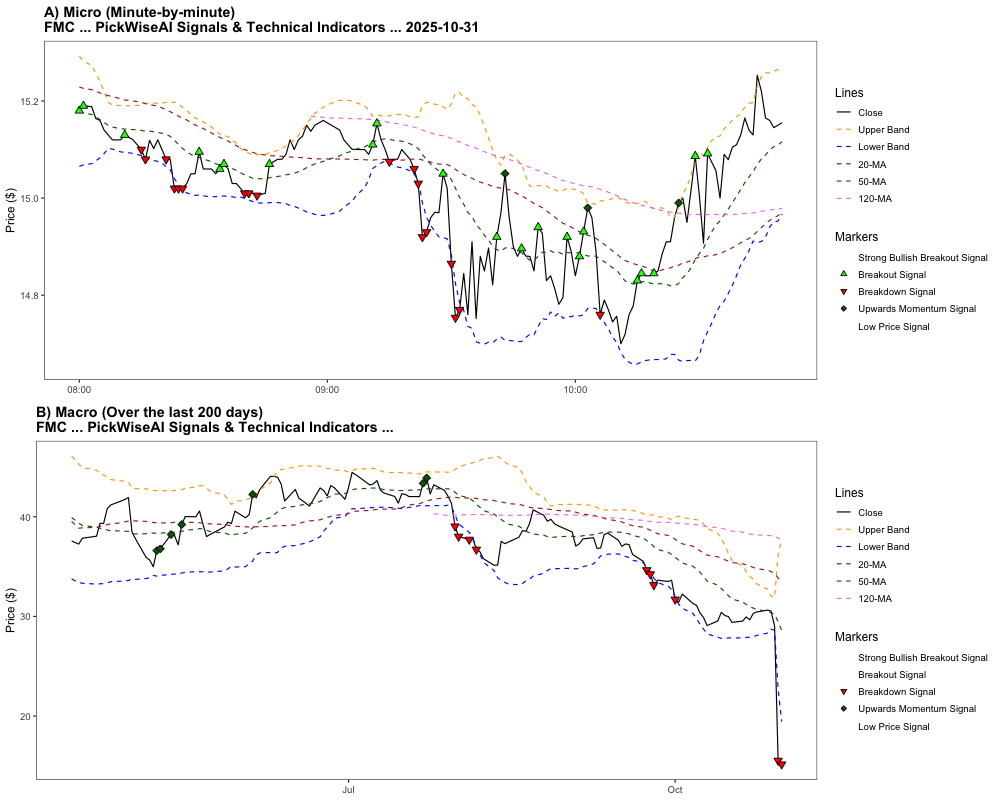 A) Micro (Minute-by-minute)
FMC ... PickWiseAI Signals & Technical Indicators ... 2025-10-31
Price ($)
15.2
15.0
14.8
08:00
09:00
10:00
Lines
Close
Upper Band
Lower Band
20-MA
50-MA
120-MA
Markers
Strong Bullish Breakout Signal
Breakout Signal
Breakdown Signal
Upwards Momentum Signal
Low Price Signal
B) Macro (Over the last 200 days)
FMC ... PickWiseAI Signals & Technical Indicators ...
Price ($)
40
30
20
Jul
Oct
Lines
Close
Upper Band
Lower Band
20-MA
50-MA
120-MA
Markers
Strong Bullish Breakout Signal
Breakout Signal
Breakdown Signal
Upwards Momentum Signal
Low Price Signal